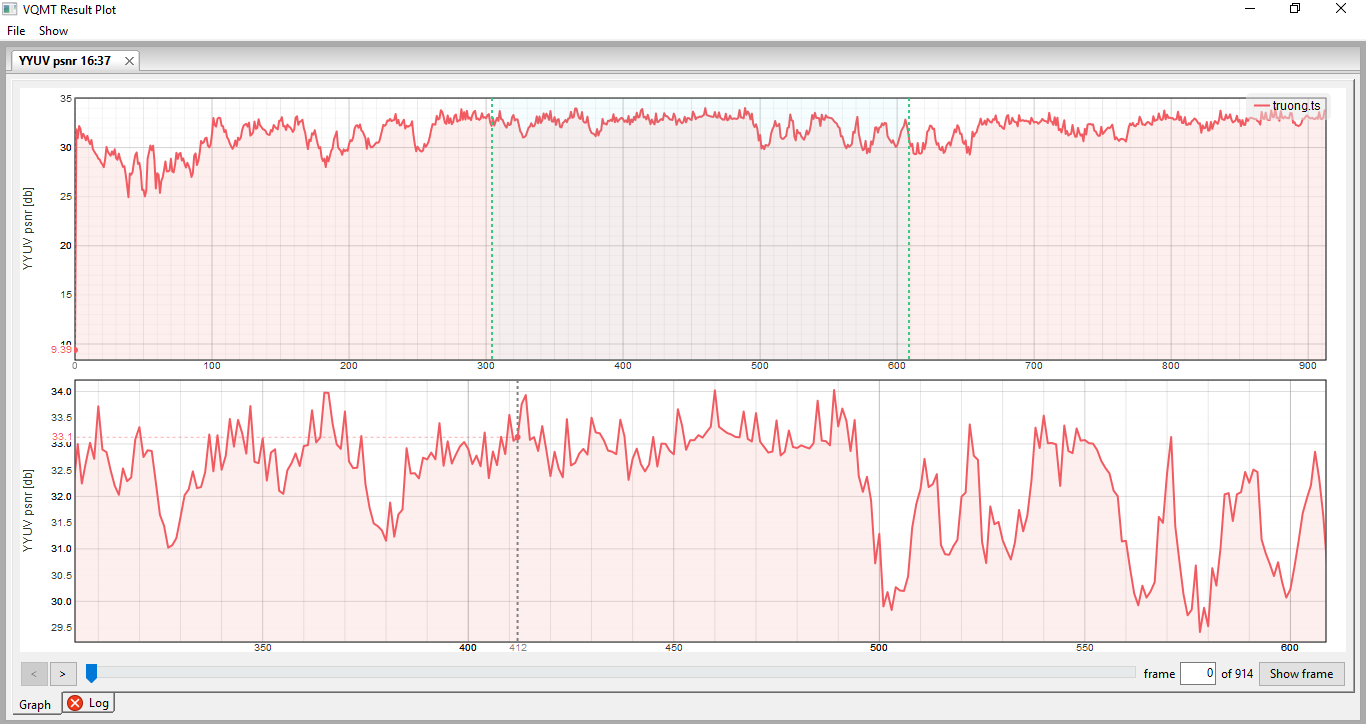 VQMT Result Plot
File Show
YYUV psnr 16:37
truong.ts
YYUV psnr [db]
35
30
25
20
15
10
9.39
0 100 200 300 400 500 600 700 800 900
YYUV psnr [db]
34.0
33.5
33.1
33.0
32.5
32.0
31.5
31.0
30.5
30.0
29.5
350 400 412 450 500 550 600
< > frame 0 of 914 Show frame
Graph Log